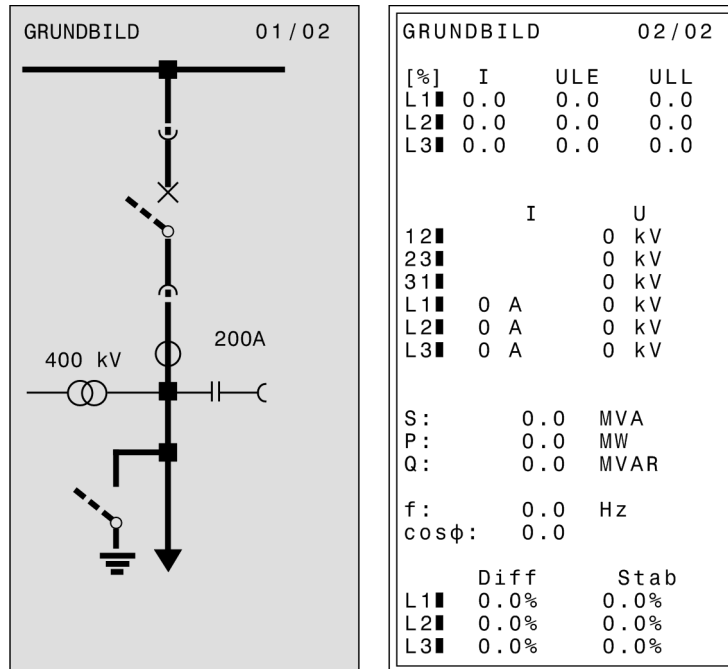 GRUNDBILD 01/02
200A
400 kV
GRUNDBILD 02/02
[%] I ULE ULL
L1 0.0 0.0 0.0
L2 0.0 0.0 0.0
L3 0.0 0.0 0.0
I U
12 0 kV
23 0 kV
31 0 kV
L1 0 A 0 kV
L2 0 A 0 kV
L3 0 A 0 kV
S: 0.0 MVA
P: 0.0 MW
Q: 0.0 MVAR
f: 0.0 Hz
cosϕ: 0.0
Diff Stab
L1 0.0% 0.0%
L2 0.0% 0.0%
L3 0.0% 0.0%